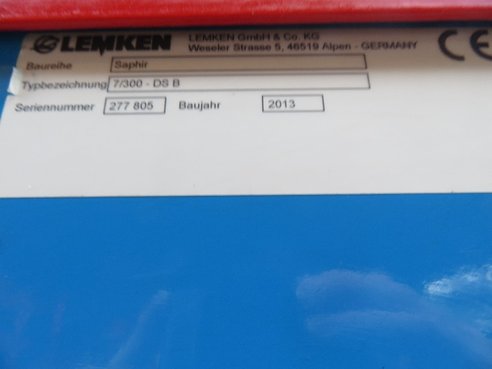 LEMKEN LEMKEN GmbH & Co. KG
Weseler Strasse 5, 46519 Alpen - GERMANY CE
Baureihe Saphir
Typbezeichnung 7/300 - DS B
Seriennummer 277 805 Baujahr 2013